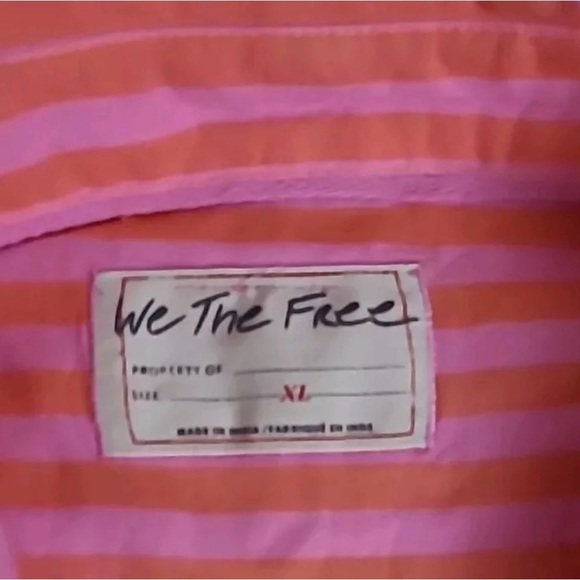 We The Free
PROPERTY OF
SIZE XL
MADE IN INDIA / FABRIQUÉ EN INDE